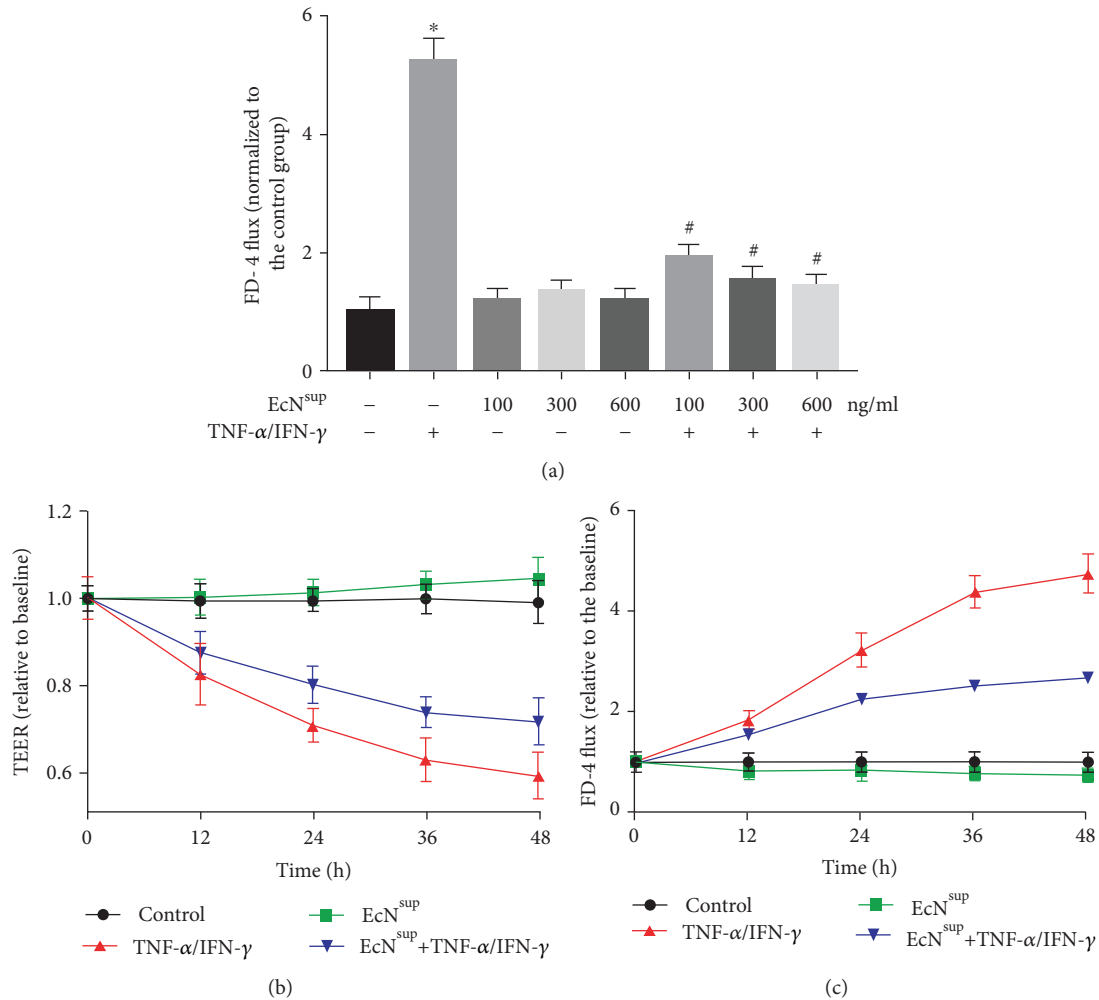 FD-4 flux (normalized to
the control group)
6
4
2
0
*
#
#
#
EcN^sup – – 100 300 600 100 300 600 ng/ml
TNF-α/IFN-γ – + – – – + + +
(a)
TEER (relative to baseline)
1.2
1.0
0.8
0.6
0 12 24 36 48
Time (h)
Control
EcN^sup
TNF-α/IFN-γ
EcN^sup+TNF-α/IFN-γ
(b)
FD-4 flux (relative to the baseline)
6
4
2
0
0 12 24 36 48
Time (h)
Control
EcN^sup
TNF-α/IFN-γ
EcN^sup+TNF-α/IFN-γ
(c)